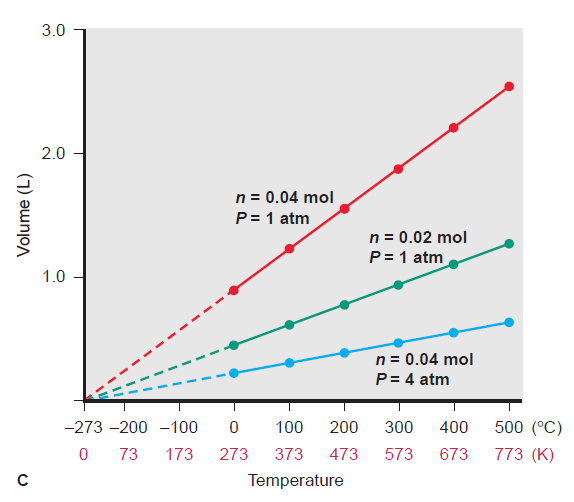 3.0
2.0
1.0
Volume (L)
n = 0.04 mol
P = 1 atm
n = 0.02 mol
P = 1 atm
n = 0.04 mol
P = 4 atm
–273 –200 –100 0 100 200 300 400 500 (ºC)
0 73 173 273 373 473 573 673 773 (K)
C Temperature